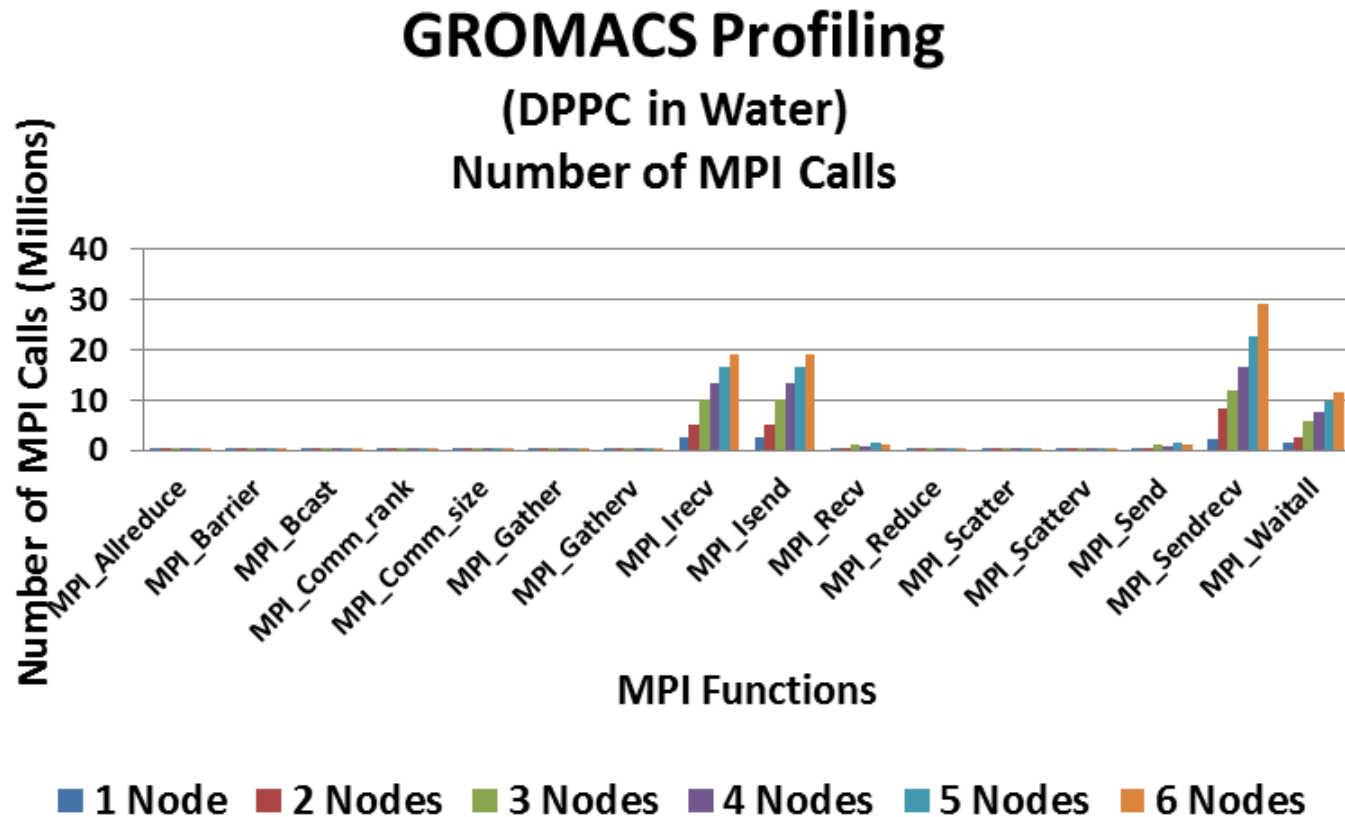 GROMACS Profiling
(DPPC in Water)
Number of MPI Calls
Number of MPI Calls (Millions)
40
30
20
10
0
MPI_Allreduce
MPI_Barrier
MPI_Bcast
MPI_Comm_rank
MPI_Comm_size
MPI_Gather
MPI_Gatherv
MPI_Irecv
MPI_Isend
MPI_Recv
MPI_Reduce
MPI_Scatter
MPI_Scatterv
MPI_Send
MPI_Sendrecv
MPI_Waitall
MPI Functions
1 Node 2 Nodes 3 Nodes 4 Nodes 5 Nodes 6 Nodes